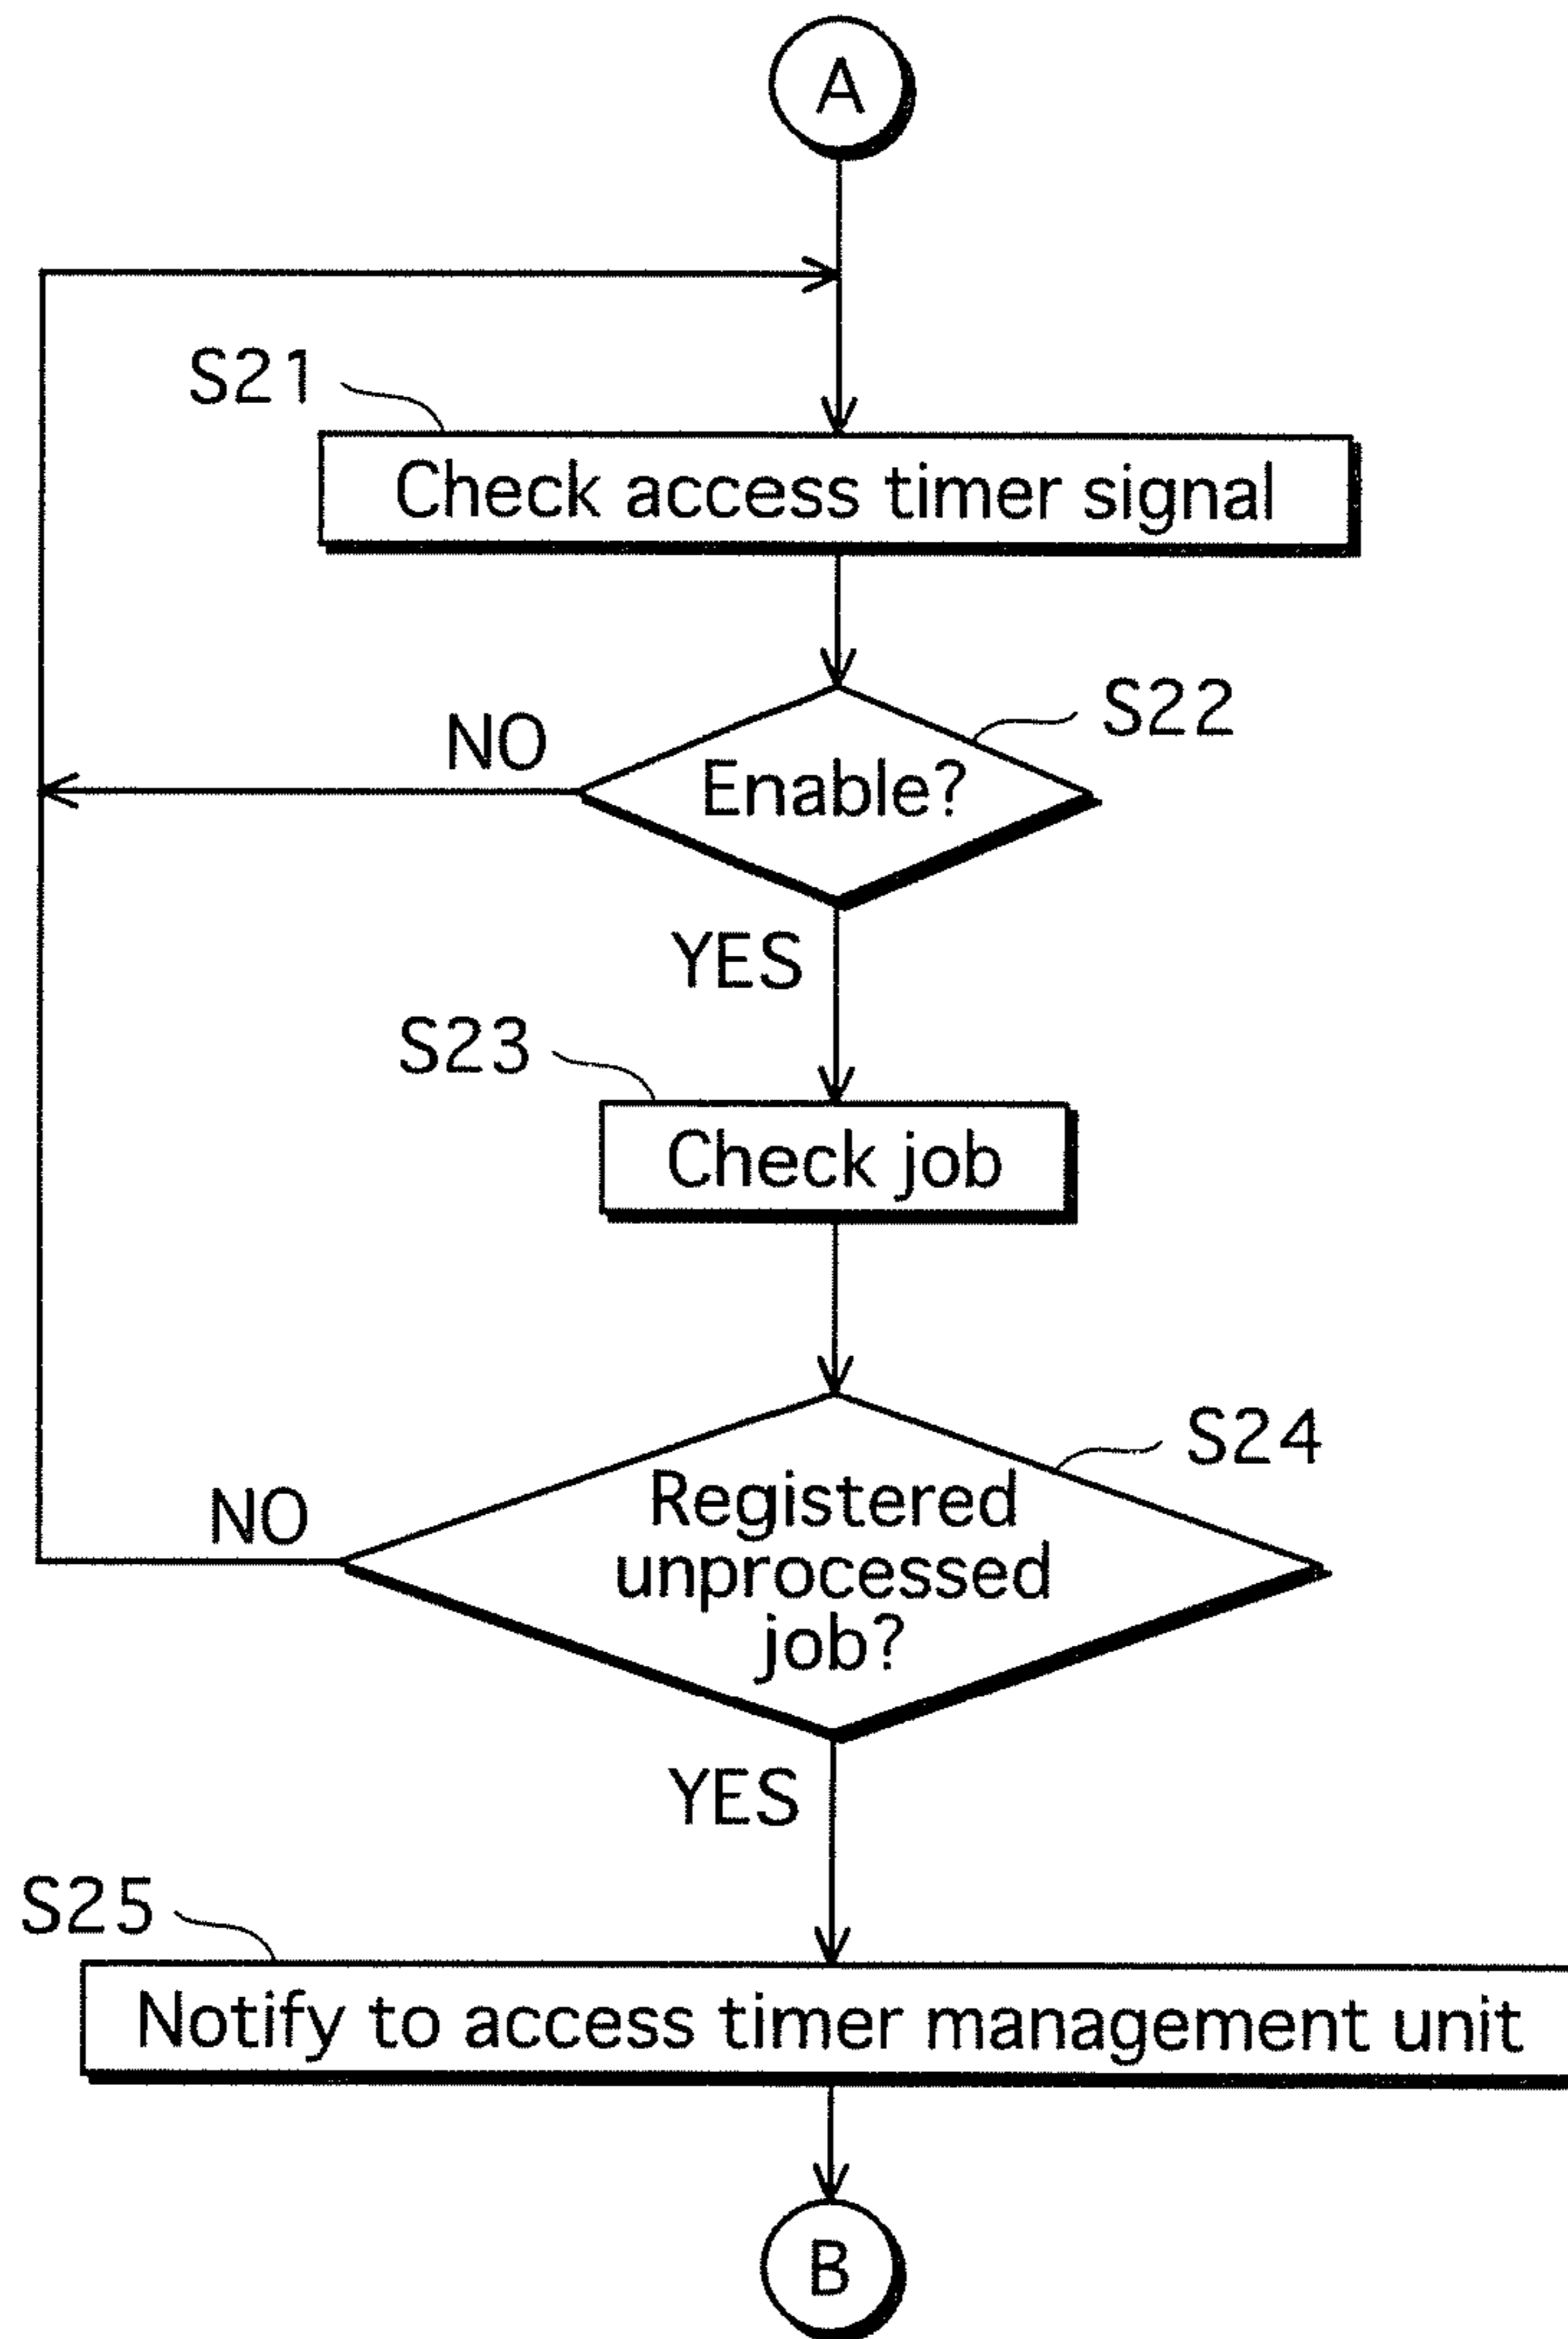 A
S21
Check access timer signal
S22
NO
Enable?
YES
S23
Check job
S24
NO
Registered
unprocessed
job?
YES
S25
Notify to access timer management unit
B